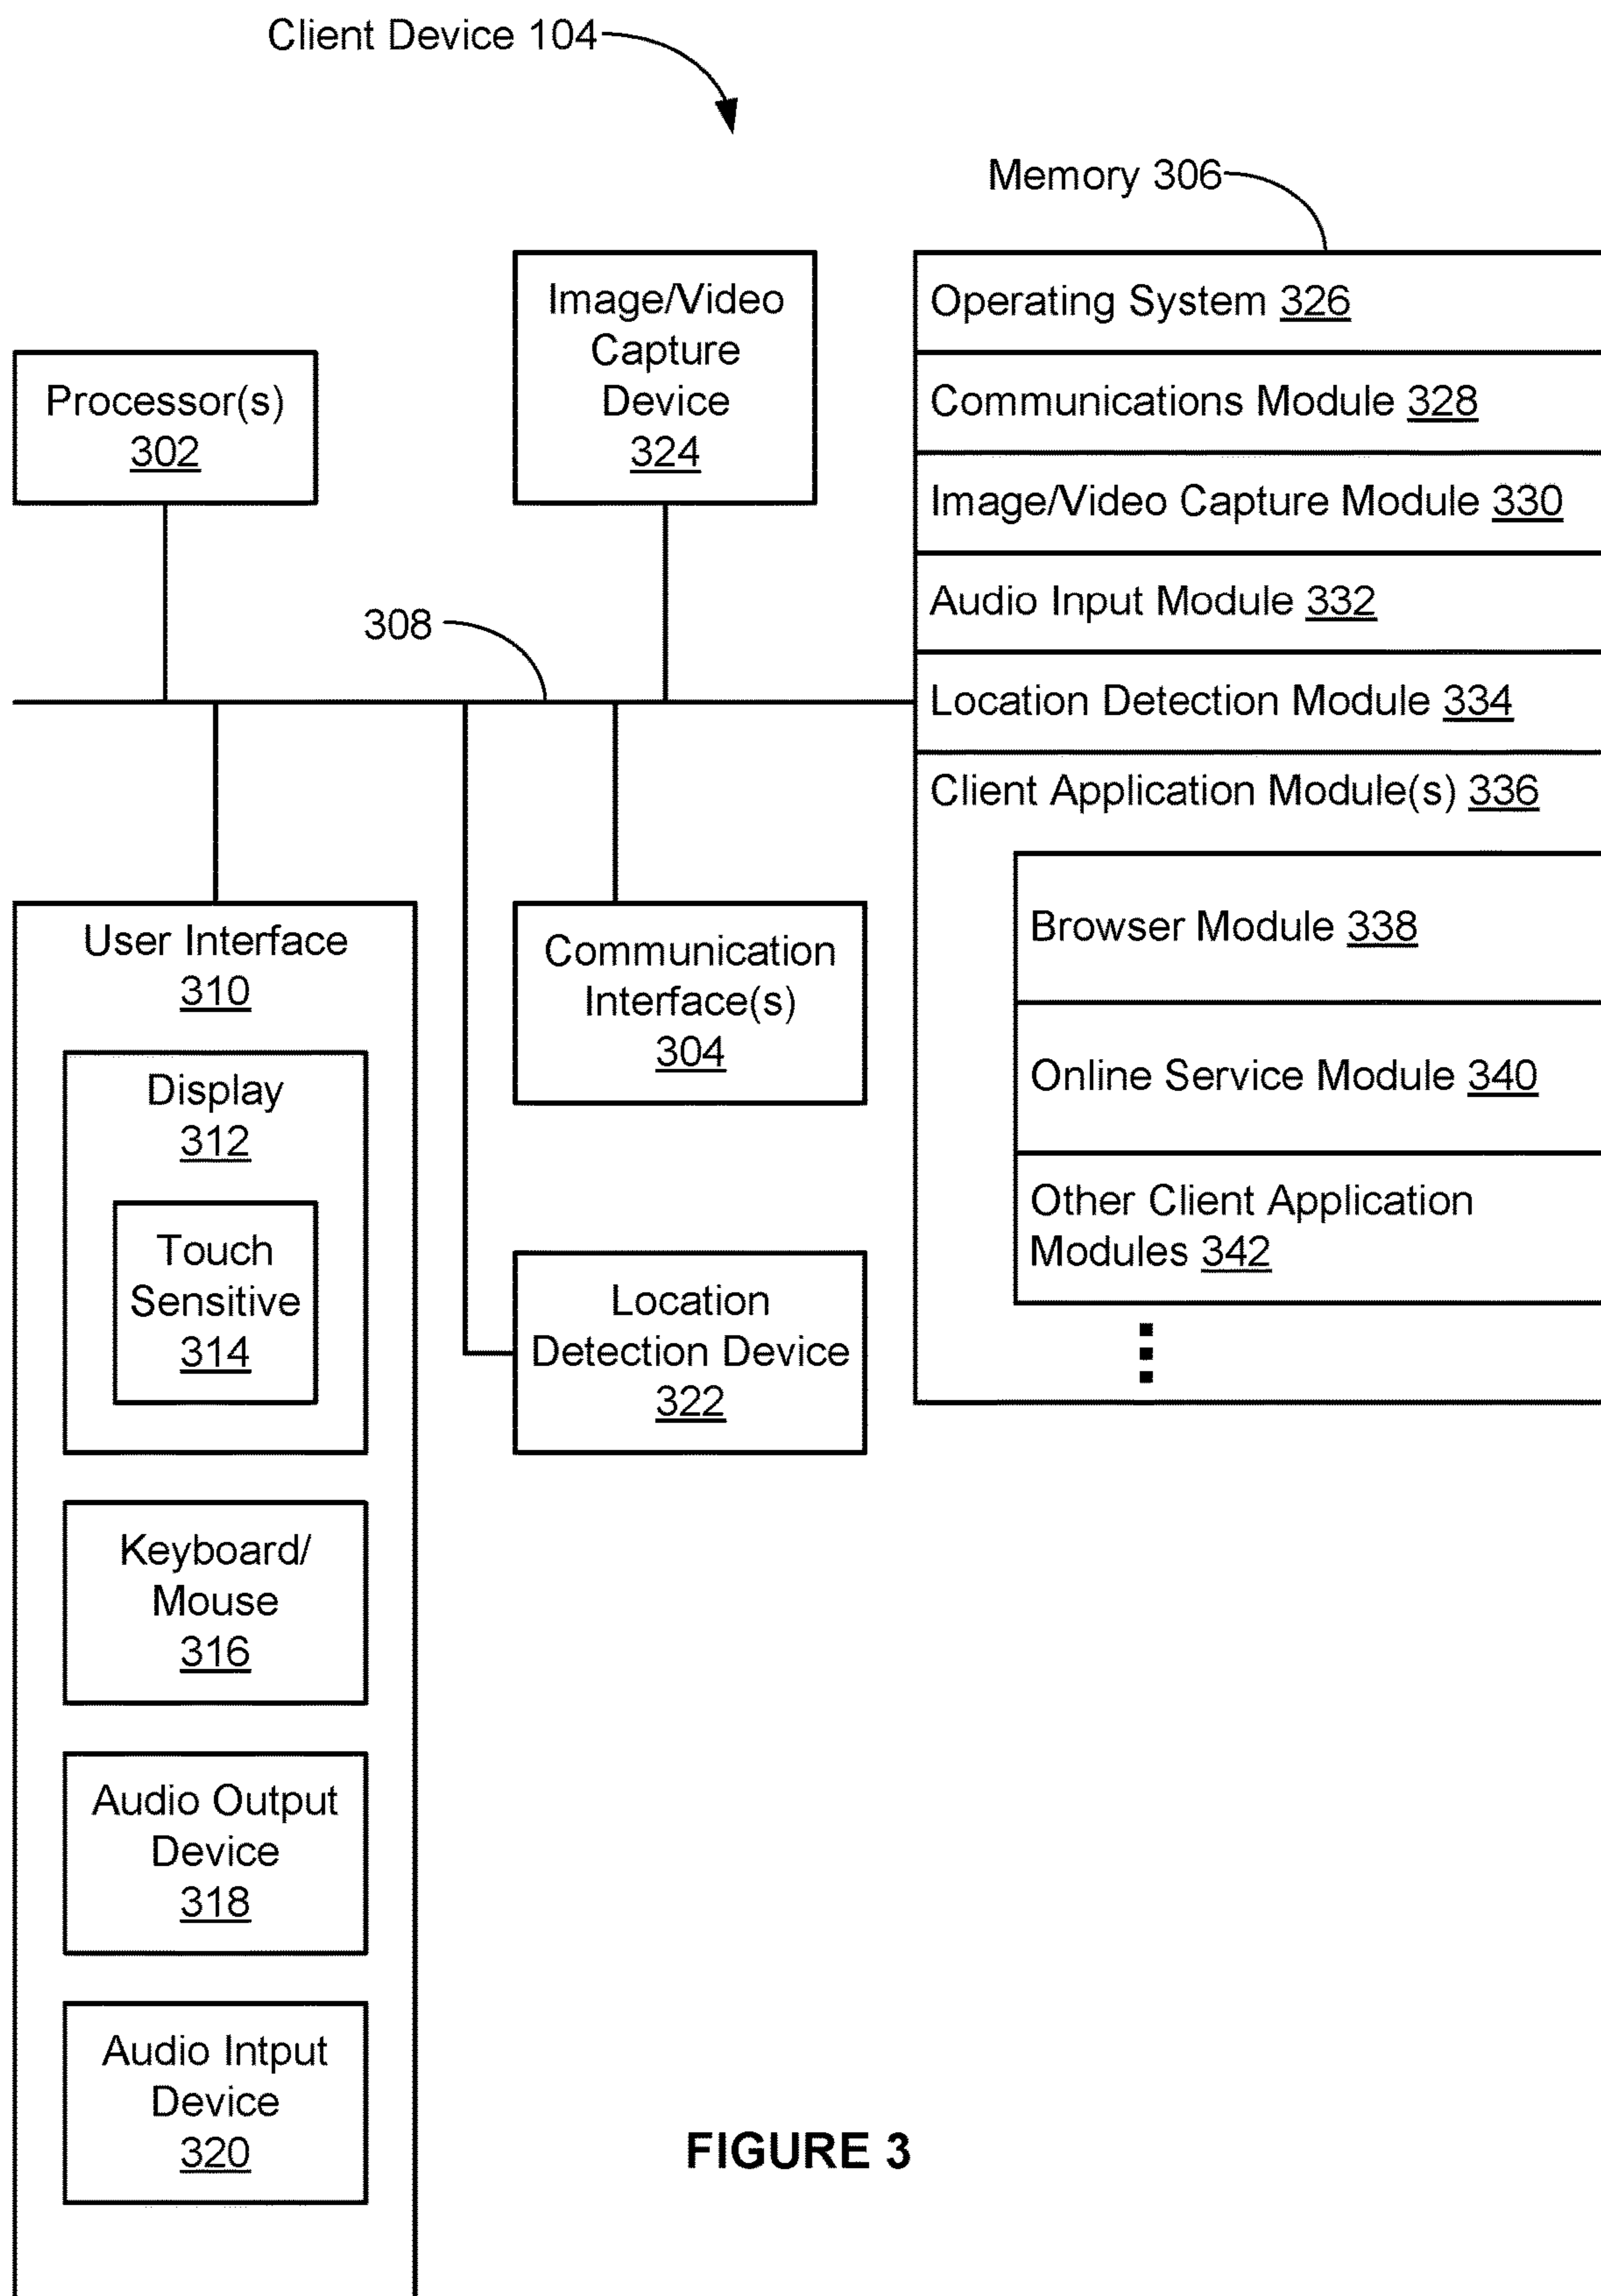 Client Device 104
Memory 306
Image/Video
Capture
Device
324
Processor(s)
302
308
Operating System 326
Communications Module 328
Image/Video Capture Module 330
Audio Input Module 332
Location Detection Module 334
Client Application Module(s) 336
Browser Module 338
Online Service Module 340
Other Client Application
Modules 342
User Interface
310
Display
312
Touch
Sensitive
314
Keyboard/
Mouse
316
Audio Output
Device
318
Audio Intput
Device
320
Communication
Interface(s)
304
Location
Detection Device
322
FIGURE 3